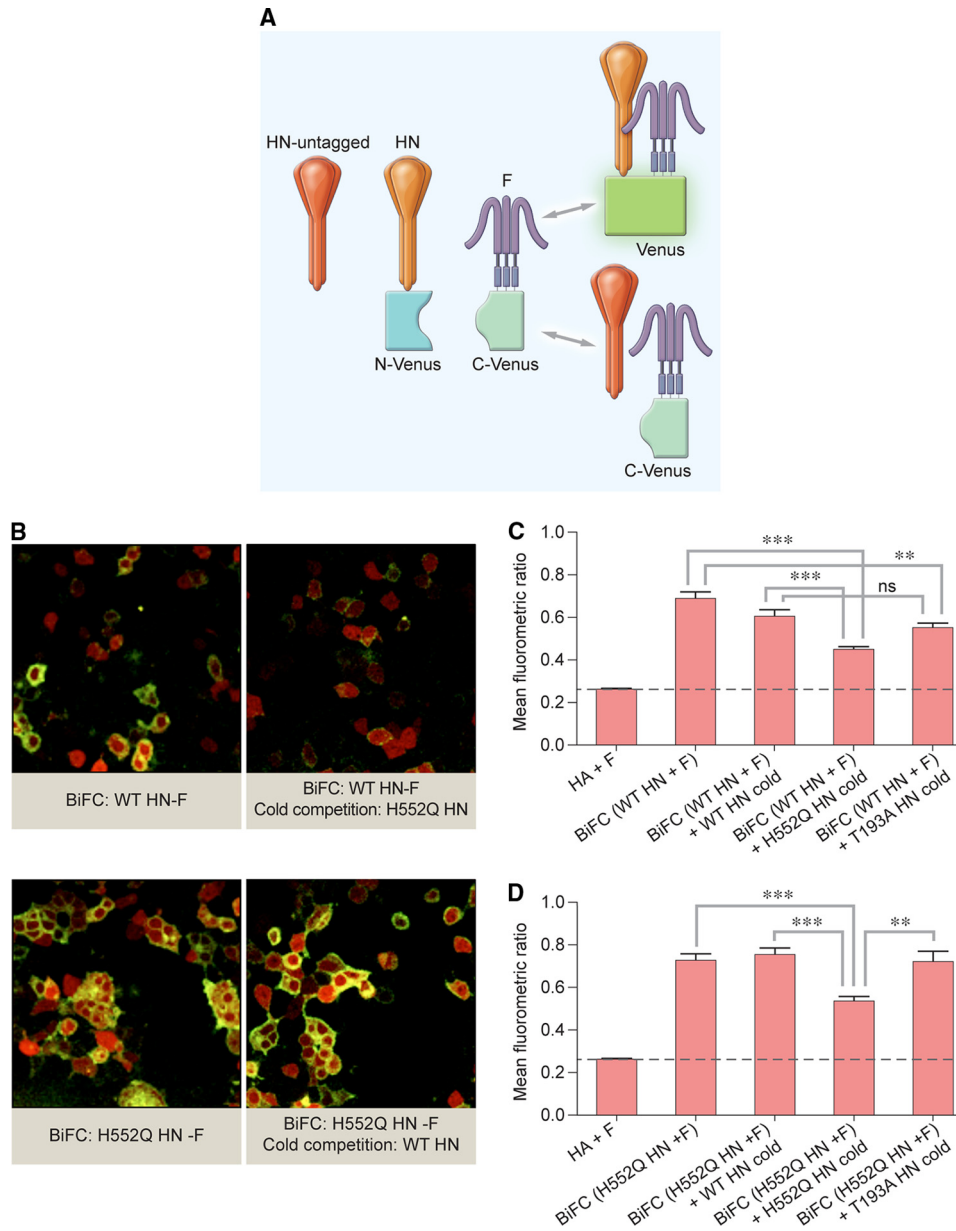 A
HN-untagged
HN
F
Venus
N-Venus
C-Venus
C-Venus
B
BiFC: WT HN-F
BiFC: WT HN-F
Cold competition: H552Q HN
BiFC: H552Q HN -F
BiFC: H552Q HN -F
Cold competition: WT HN
C
Mean fluorometric ratio
1.0
0.8
0.6
0.4
0.2
0.0
***
**
***
ns
HA + F
BiFC (WT HN + F)
BiFC (WT HN + F)
+ WT HN cold
BiFC (WT HN + F)
+ H552Q HN cold
BiFC (WT HN + F)
+ T193A HN cold
D
Mean fluorometric ratio
1.0
0.8
0.6
0.4
0.2
0.0
***
***
**
HA + F
BiFC (H552Q HN +F)
BiFC (H552Q HN +F)
+ WT HN cold
BiFC (H552Q HN +F)
+ H552Q HN cold
BiFC (H552Q HN +F)
+ T193A HN cold